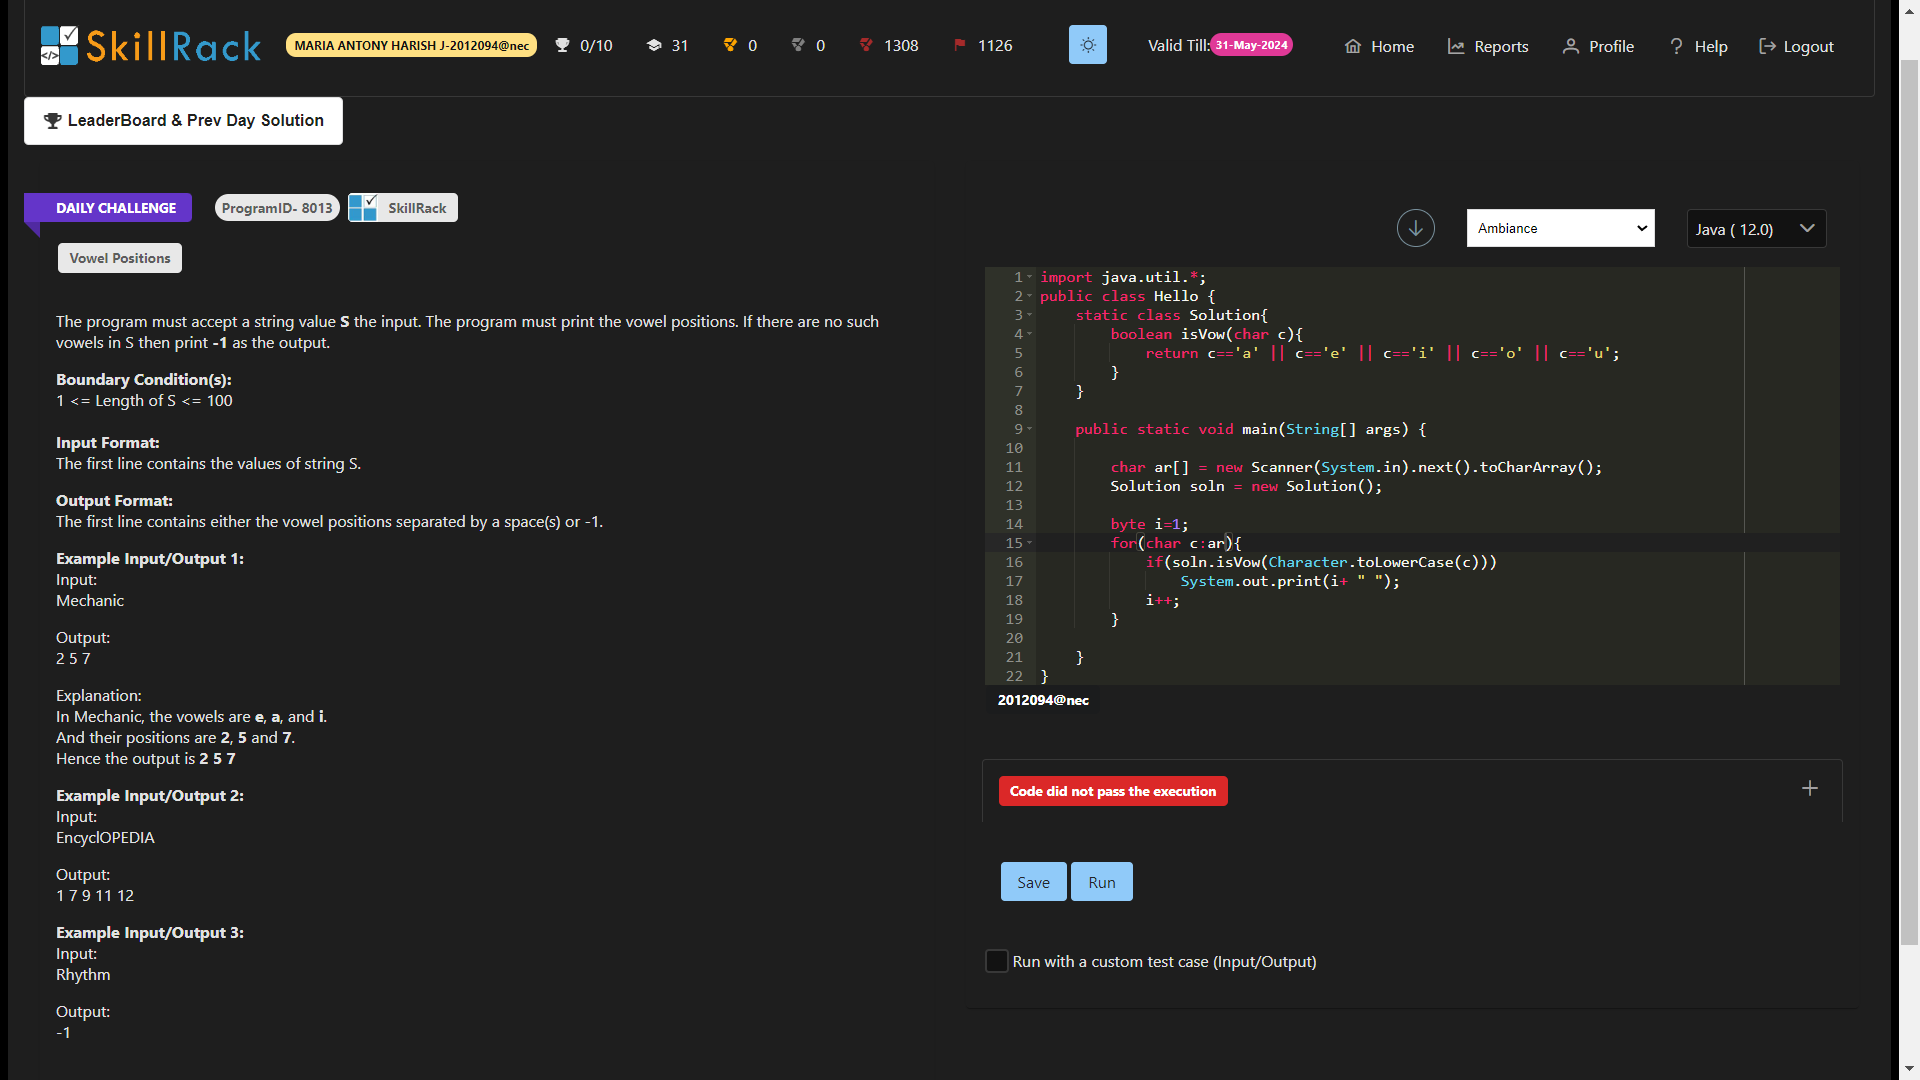 SkillRack
MARIA ANTONY HARISH J-2012094@nec
0/10
31
0
0
1308
1126
Valid Till: 31-May-2024
Home
Reports
Profile
? Help
Logout
LeaderBoard & Prev Day Solution
DAILY CHALLENGE
ProgramID- 8013
SkillRack
Vowel Positions
The program must accept a string value S the input. The program must print the vowel positions. If there are no such
vowels in S then print -1 as the output.
Boundary Condition(s):
1 <= Length of S <= 100
Input Format:
The first line contains the values of string S.
Output Format:
The first line contains either the vowel positions separated by a space(s) or -1.
Example Input/Output 1:
Input:
Mechanic
Output:
2 5 7
Explanation:
In Mechanic, the vowels are e, a, and i.
And their positions are 2, 5 and 7.
Hence the output is 2 5 7
Example Input/Output 2:
Input:
EncyclOPEDIA
Output:
1 7 9 11 12
Example Input/Output 3:
Input:
Rhythm
Output:
-1
Ambiance
Java ( 12.0)
1 import java.util.*;
2 public class Hello {
3     static class Solution{
4         boolean isVow(char c){
5             return c=='a' || c=='e' || c=='i' || c=='o' || c=='u';
6         }
7     }
8
9     public static void main(String[] args) {
10
11         char ar[] = new Scanner(System.in).next().toCharArray();
12         Solution soln = new Solution();
13
14         byte i=1;
15         for(char c:ar){
16             if(soln.isVow(Character.toLowerCase(c)))
17                 System.out.print(i+ " ");
18             i++;
19         }
20
21     }
22 }
2012094@nec
Code did not pass the execution
Save
Run
Run with a custom test case (Input/Output)